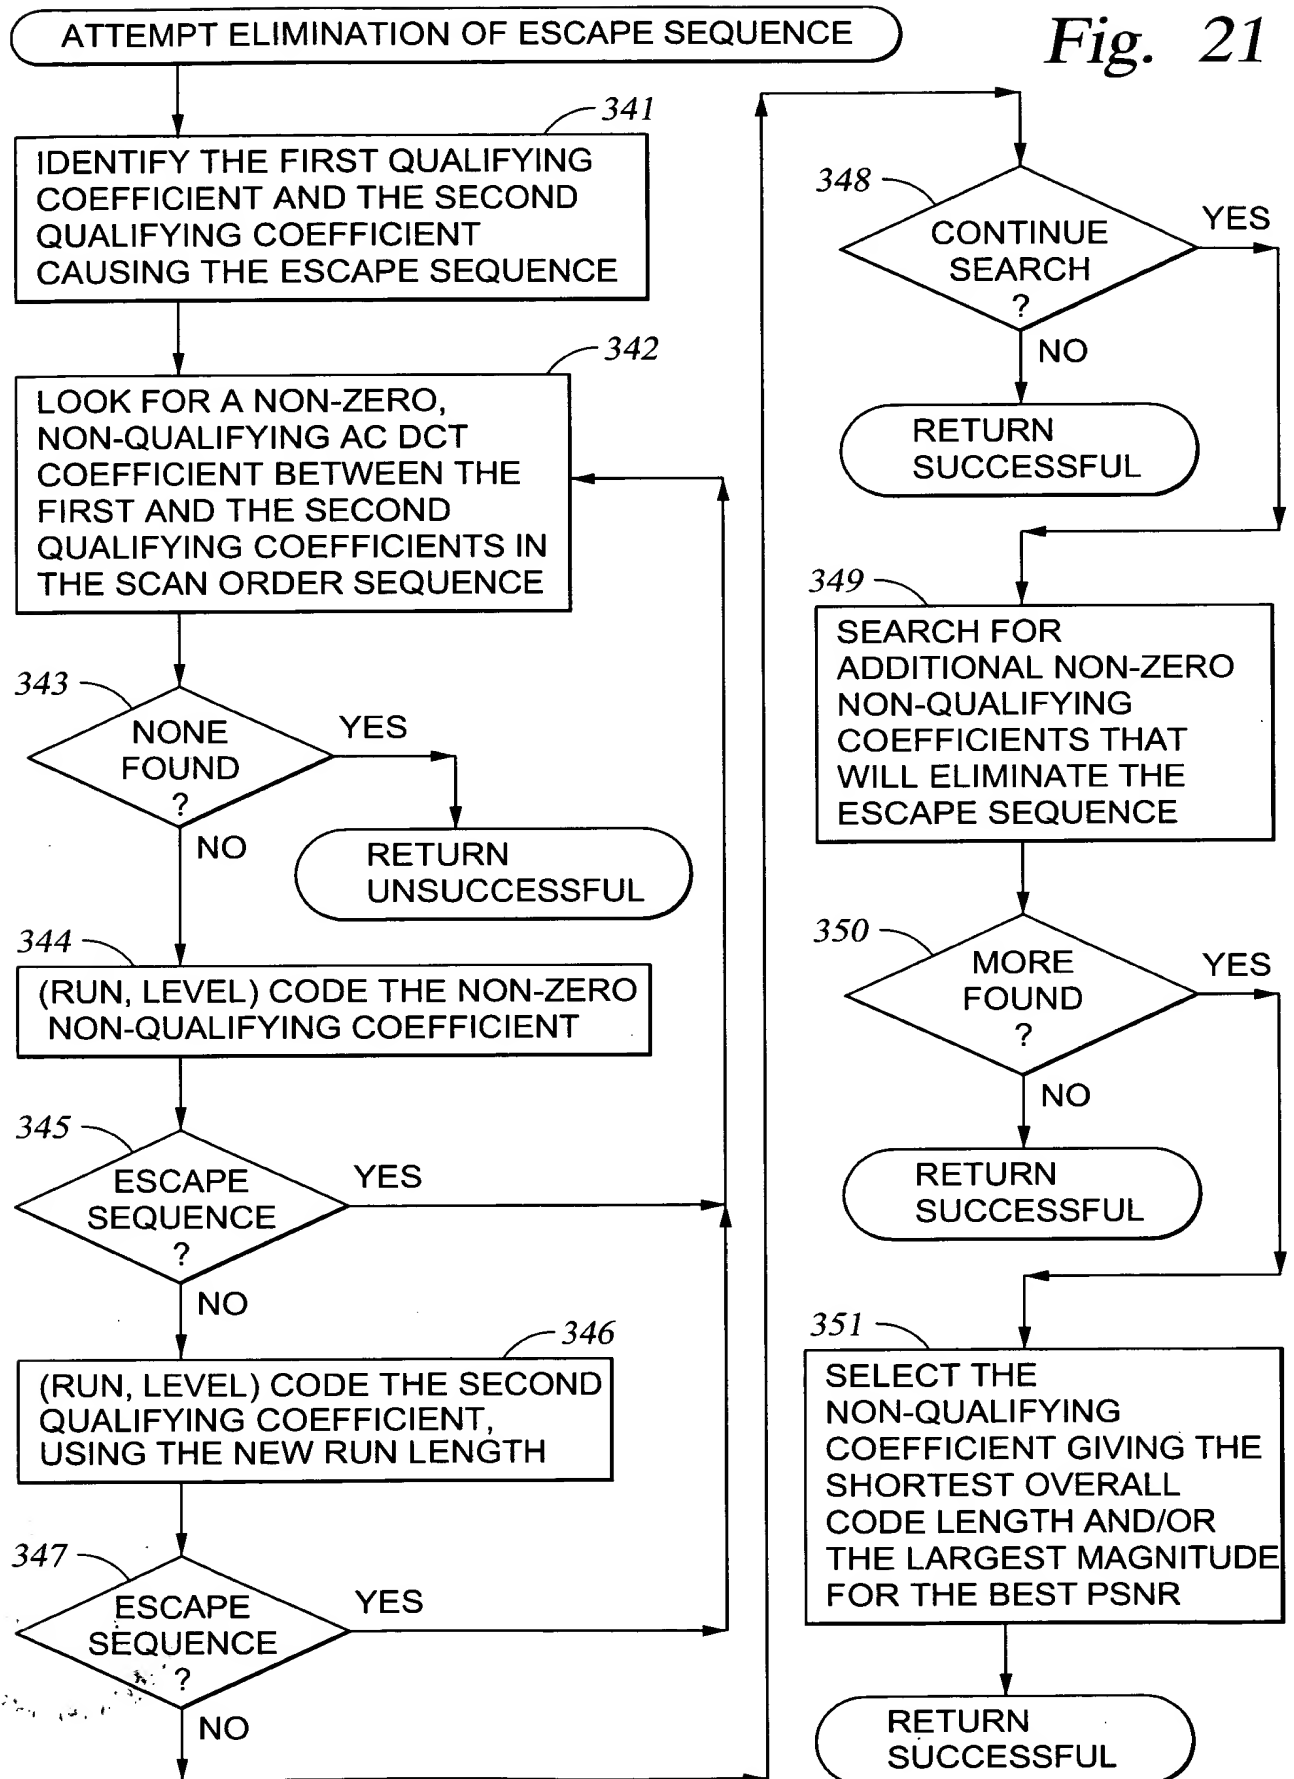 Fig. 21
ATTEMPT ELIMINATION OF ESCAPE SEQUENCE
341
IDENTIFY THE FIRST QUALIFYING
COEFFICIENT AND THE SECOND
QUALIFYING COEFFICIENT
CAUSING THE ESCAPE SEQUENCE
342
LOOK FOR A NON-ZERO,
NON-QUALIFYING AC DCT
COEFFICIENT BETWEEN THE
FIRST AND THE SECOND
QUALIFYING COEFFICIENTS IN
THE SCAN ORDER SEQUENCE
343
NONE
FOUND
?
YES
NO
RETURN
UNSUCCESSFUL
344
(RUN, LEVEL) CODE THE NON-ZERO
NON-QUALIFYING COEFFICIENT
345
ESCAPE
SEQUENCE
?
YES
NO
346
(RUN, LEVEL) CODE THE SECOND
QUALIFYING COEFFICIENT,
USING THE NEW RUN LENGTH
347
ESCAPE
SEQUENCE
?
YES
NO
348
CONTINUE
SEARCH
?
YES
NO
RETURN
SUCCESSFUL
349
SEARCH FOR
ADDITIONAL NON-ZERO
NON-QUALIFYING
COEFFICIENTS THAT
WILL ELIMINATE THE
ESCAPE SEQUENCE
350
MORE
FOUND
?
YES
NO
RETURN
SUCCESSFUL
351
SELECT THE
NON-QUALIFYING
COEFFICIENT GIVING THE
SHORTEST OVERALL
CODE LENGTH AND/OR
THE LARGEST MAGNITUDE
FOR THE BEST PSNR
RETURN
SUCCESSFUL